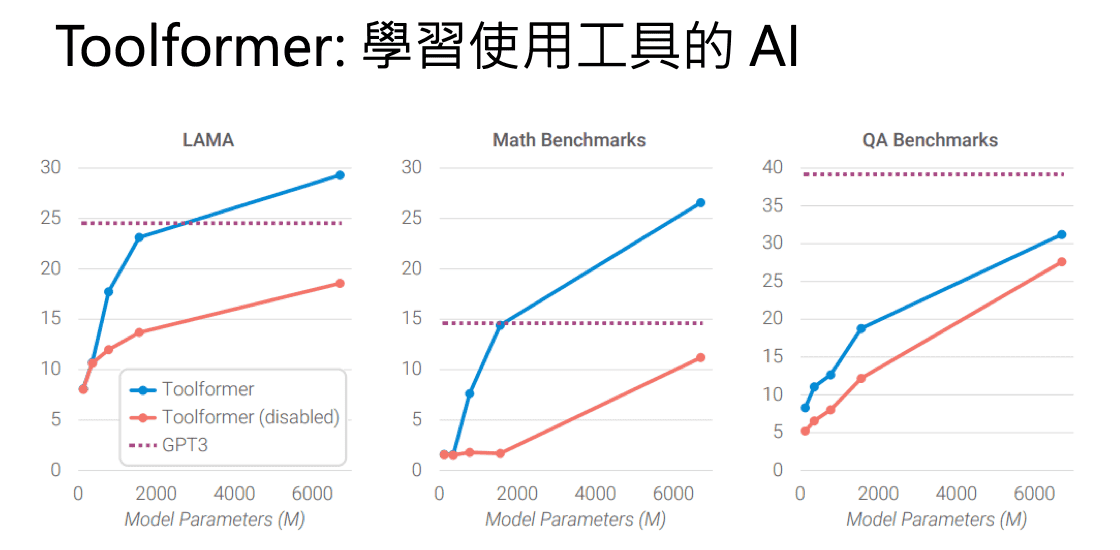 Toolformer: 學習使用工具的 AI
LAMA
30
25
20
15
10
5
0
0 2000 4000 6000
Model Parameters (M)
Toolformer
Toolformer (disabled)
GPT3
Math Benchmarks
30
25
20
15
10
5
0
0 2000 4000 6000
Model Parameters (M)
QA Benchmarks
40
35
30
25
20
15
10
5
0
0 2000 4000 6000
Model Parameters (M)